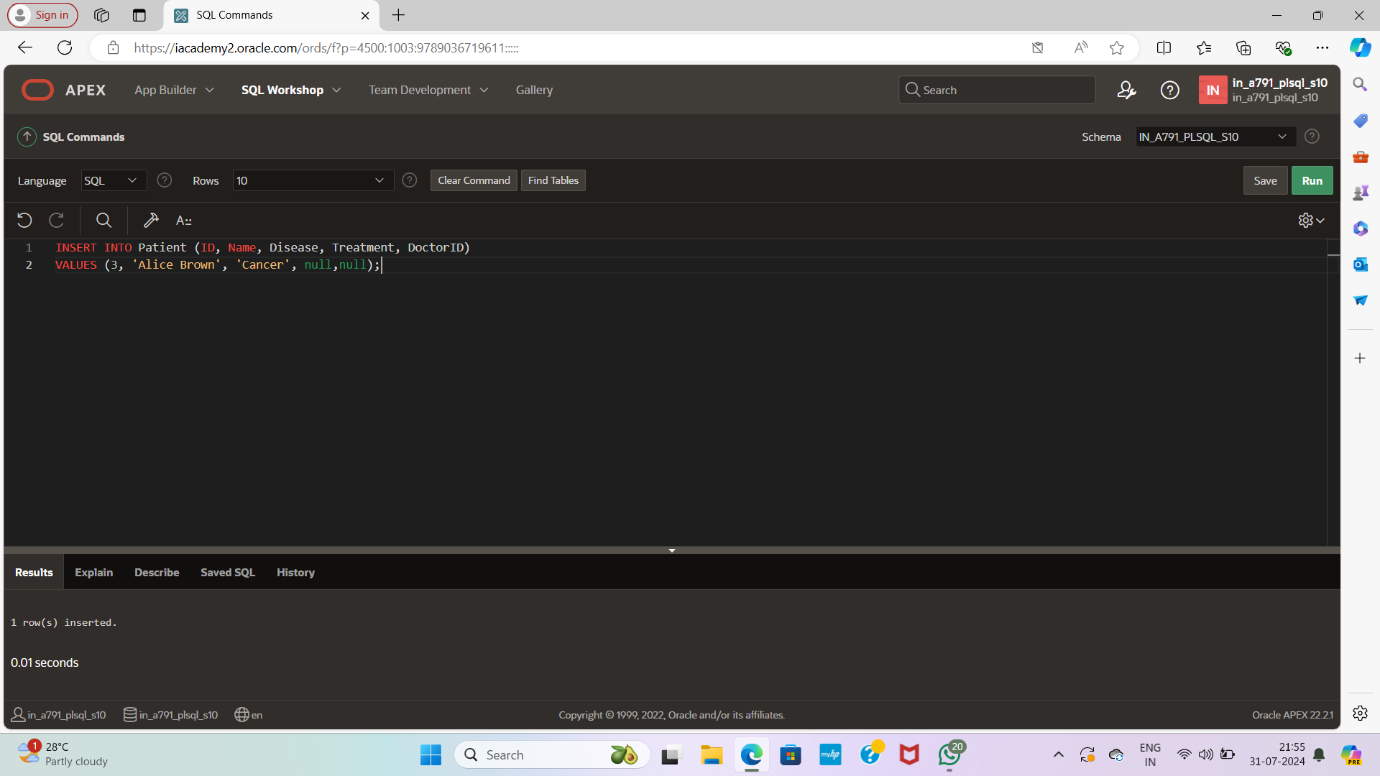 Sign in
SQL Commands
https://iacademy2.oracle.com/ords/f?p=4500:1003:9789036719611:::::
APEX App Builder SQL Workshop Team Development Gallery Search IN in_a791_plsql_s10
in_a791_plsql_s10
SQL Commands Schema IN_A791_PLSQL_S10
Language SQL Rows 10 Clear Command Find Tables Save Run
A::
1 INSERT INTO Patient (ID, Name, Disease, Treatment, DoctorID)
2 VALUES (3, 'Alice Brown', 'Cancer', null,null);
Results Explain Describe Saved SQL History
1 row(s) inserted.
0.01 seconds
in_a791_plsql_s10 in_a791_plsql_s10 en Copyright © 1999, 2022, Oracle and/or its affiliates. Oracle APEX 22.2.1
1 28°C
Partly cloudy
Search
myhp
20
ENG
IN
21:55
31-07-2024
PRE